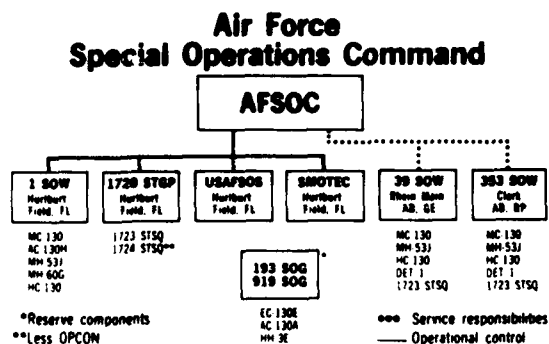 Air Force
Special Operations Command
AFSOC
1 SOW
Hurlburt
Field, FL
MC 130
AC 130H
MH 53J
MH 60G
HC 130
1720 STGP
Hurlburt
Field, FL
1723 STSQ
1724 STSQ**
USAFSOS
Hurlburt
Field, FL
SMOTEC
Hurlburt
Field, FL
39 SOW
Rhein Main
AB, GE
MC 130
MH-53J
HC 130
DET 1
1723 STSQ
353 SOW
Clark
AB, RP
MC 130
MH-53J
HC 130
DET 1
1723 STSQ
193 SOG
919 SOG
*
EC 130E
AC 130A
HH 3E
*Reserve components
**Less OPCON
Service responsibilities
Operational control